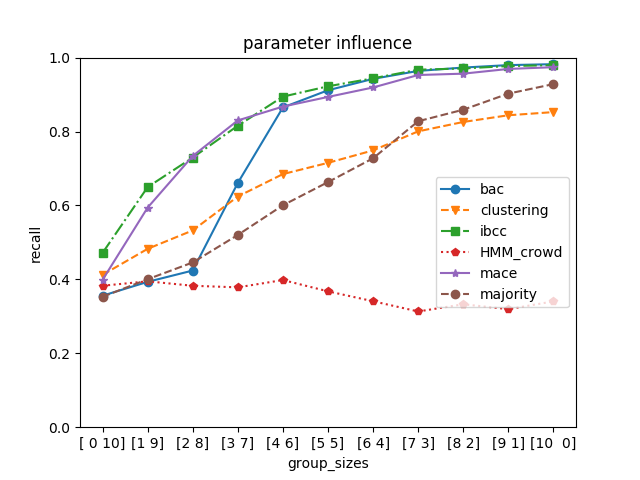 parameter influence
1.0
0.8
0.6
0.4
0.2
0.0
recall
bac
clustering
ibcc
HMM_crowd
mace
majority
[ 0 10] [1 9] [2 8] [3 7] [4 6] [5 5] [6 4] [7 3] [8 2] [9 1] [10  0]
group_sizes